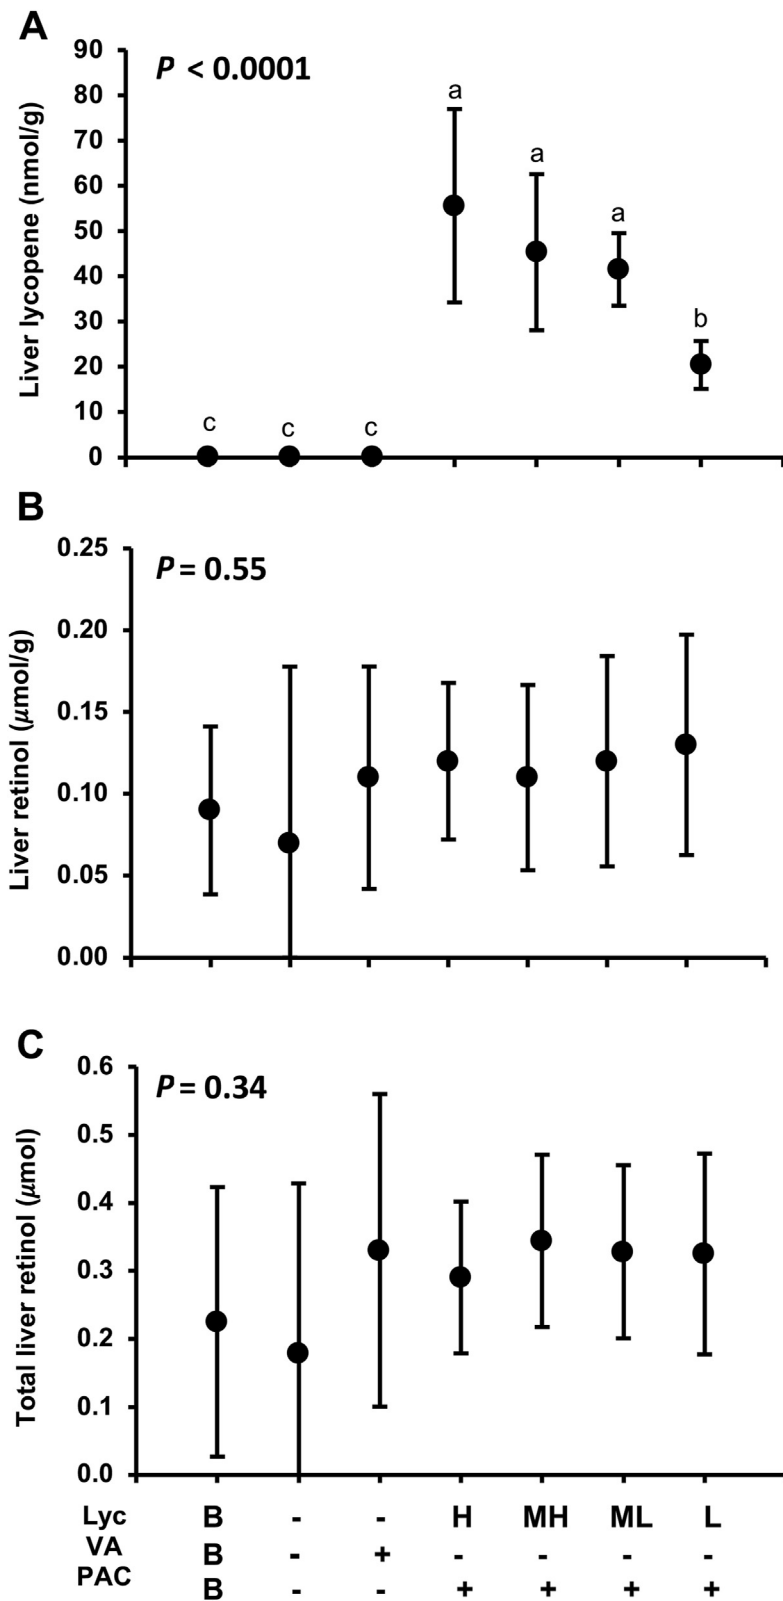 A
P < 0.0001
Liver lycopene (nmol/g)
90
80
70
60
50
40
30
20
10
0
c
c
c
a
a
a
b
B
P = 0.55
Liver retinol (μmol/g)
0.25
0.20
0.15
0.10
0.05
0.00
C
P = 0.34
Total liver retinol (μmol)
0.6
0.5
0.4
0.3
0.2
0.1
0.0
Lyc B - - H MH ML L
VA B - + - - - -
PAC B - - + + + +